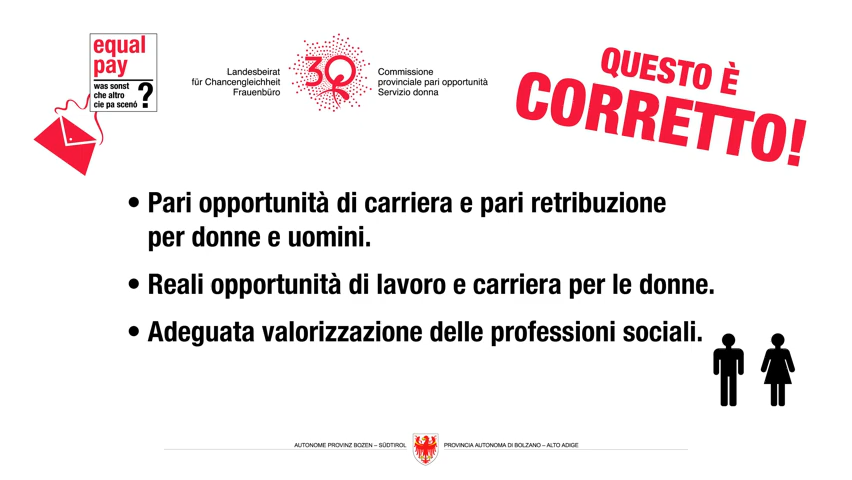 equal
pay
was sonst
che altro
cie pa scenó
?
Landesbeirat
für Chancengleichheit
Frauenbüro
30
Commissione
provinciale pari opportunità
Servizio donna
QUESTO È
CORRETTO!
• Pari opportunità di carriera e pari retribuzione
per donne e uomini.
• Reali opportunità di lavoro e carriera per le donne.
• Adeguata valorizzazione delle professioni sociali.
AUTONOME PROVINZ BOZEN – SÜDTIROL
PROVINCIA AUTONOMA DI BOLZANO – ALTO ADIGE